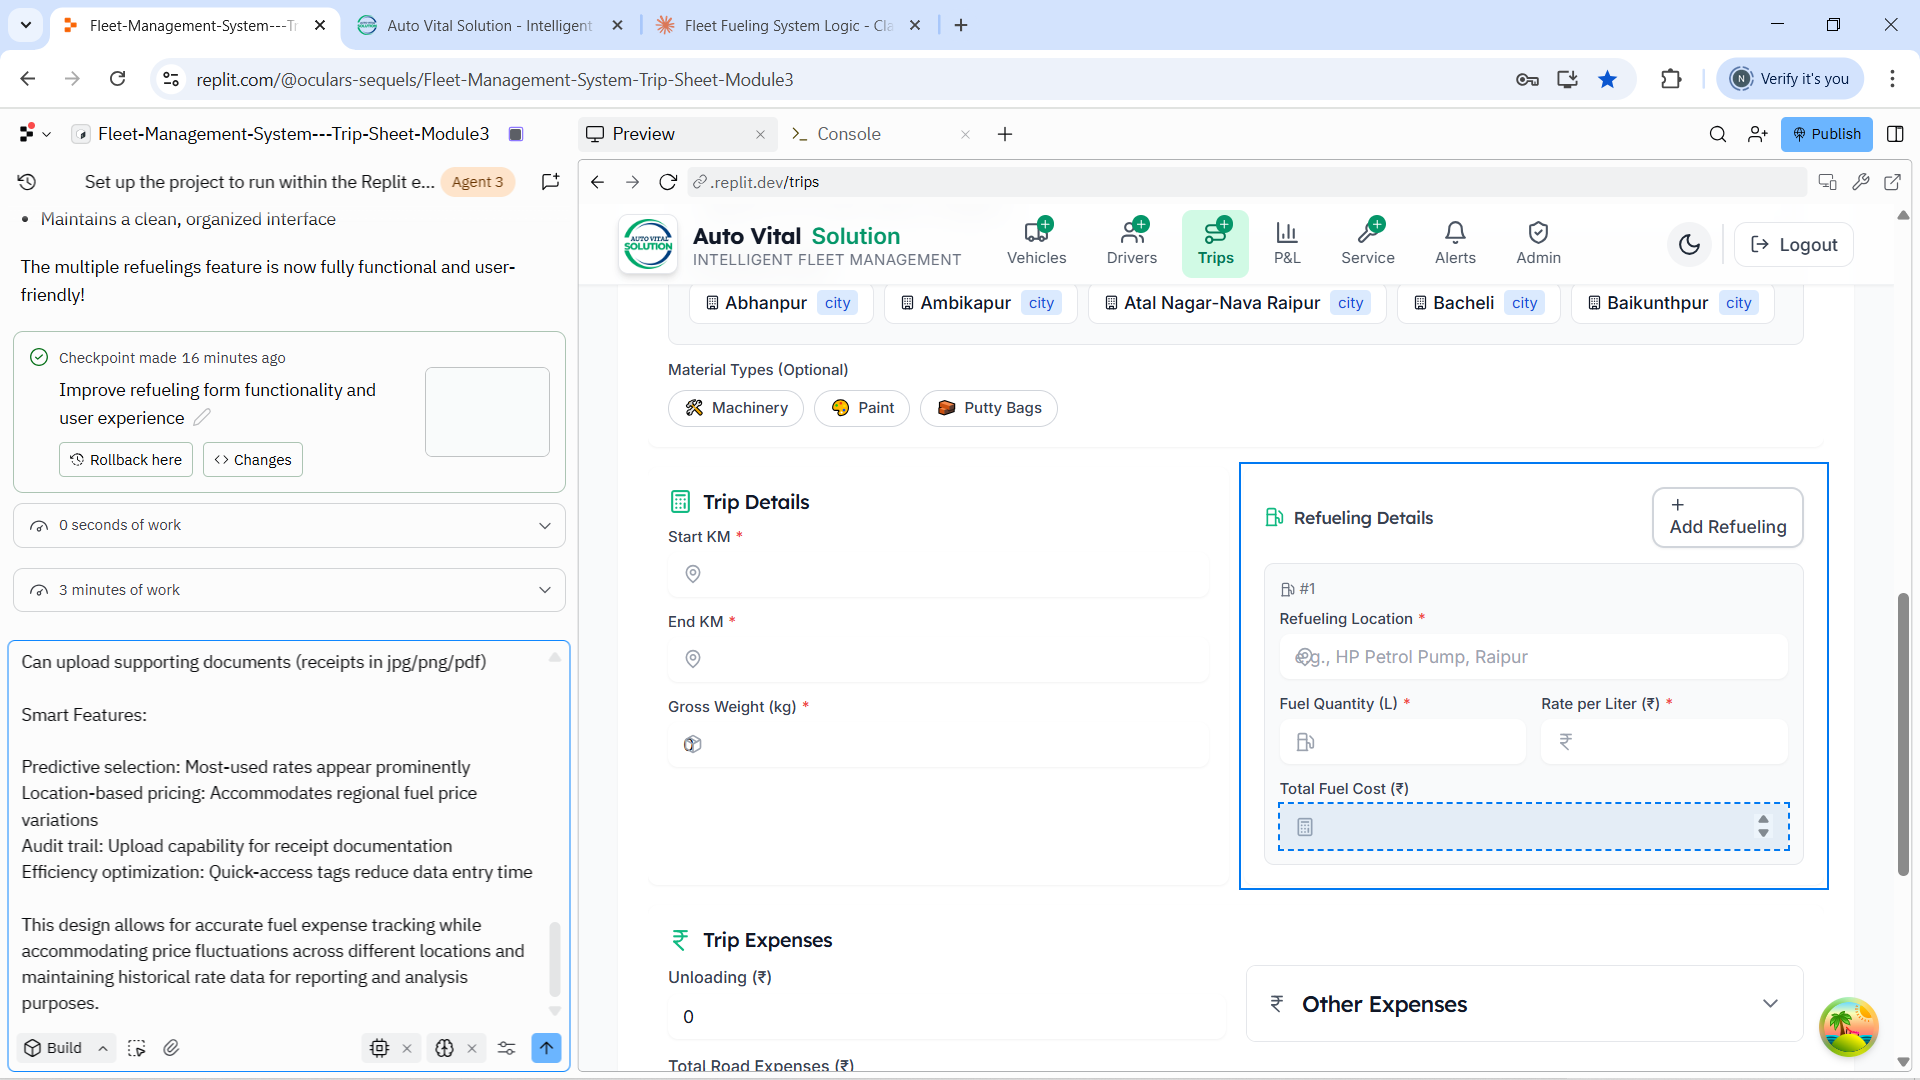 Fleet-Management-System---Tr
Auto Vital Solution - Intelligent
Fleet Fueling System Logic - Cla
replit.com/@oculars-sequels/Fleet-Management-System-Trip-Sheet-Module3
N
Verify it's you
Fleet-Management-System---Trip-Sheet-Module3
Preview
Console
Publish
Set up the project to run within the Replit e...
Agent 3
.replit.dev/trips
• Maintains a clean, organized interface
The multiple refuelings feature is now fully functional and user-
friendly!
Checkpoint made 16 minutes ago
Improve refueling form functionality and
user experience
Rollback here
Changes
0 seconds of work
3 minutes of work
Can upload supporting documents (receipts in jpg/png/pdf)
Smart Features:
Predictive selection: Most-used rates appear prominently
Location-based pricing: Accommodates regional fuel price
variations
Audit trail: Upload capability for receipt documentation
Efficiency optimization: Quick-access tags reduce data entry time
This design allows for accurate fuel expense tracking while
accommodating price fluctuations across different locations and
maintaining historical rate data for reporting and analysis
purposes.
Build
AUTO VITAL
SOLUTION
Auto Vital Solution
INTELLIGENT FLEET MANAGEMENT
Vehicles
Drivers
Trips
P&L
Service
Alerts
Admin
Logout
Abhanpur city
Ambikapur city
Atal Nagar-Nava Raipur city
Bacheli city
Baikunthpur city
Material Types (Optional)
Machinery
Paint
Putty Bags
Trip Details
Start KM *
End KM *
Gross Weight (kg) *
0
Refueling Details
+
Add Refueling
#1
Refueling Location *
e.g., HP Petrol Pump, Raipur
Fuel Quantity (L) *
Rate per Liter (₹) *
₹
Total Fuel Cost (₹)
₹ Trip Expenses
Unloading (₹)
0
Total Road Expenses (₹)
₹ Other Expenses